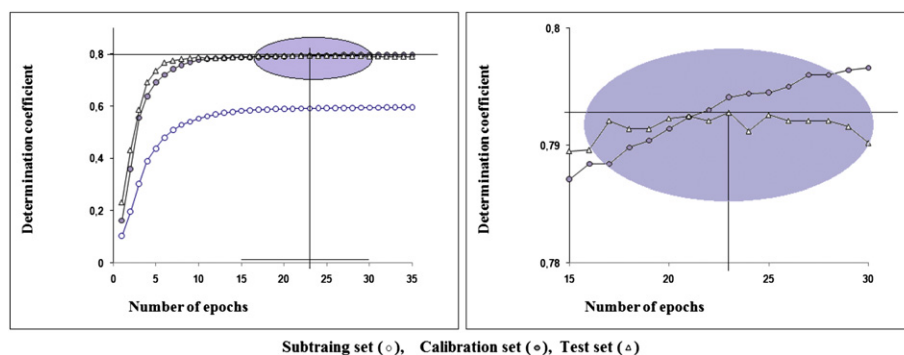 Determination coefficient
0,8
0,6
0,4
0,2
0
0 5 10 15 20 25 30 35
Number of epochs
Determination coefficient
0,8
0,79
0,78
15 20 25 30
Number of epochs
Subtraing set (○), Calibration set (●), Test set (△)